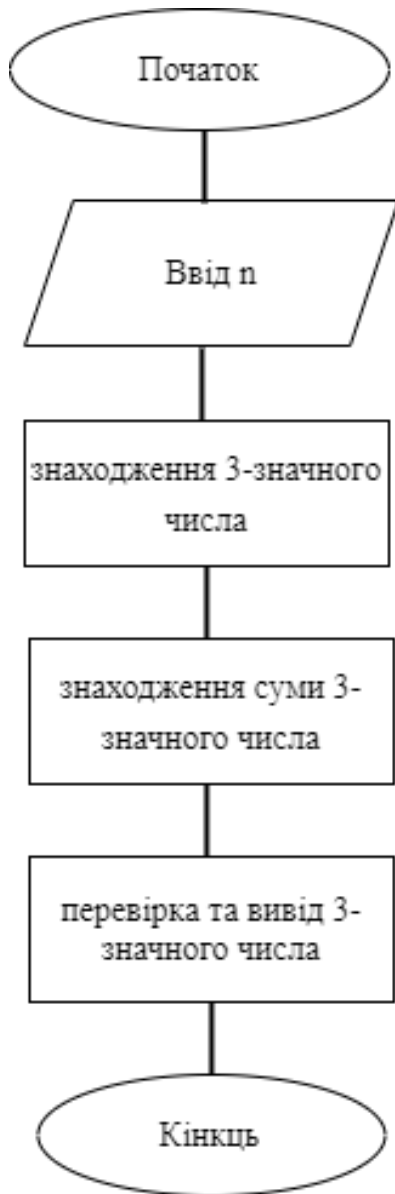 Початок
Ввід n
знаходження 3-значного
числа
знаходження суми 3-
значного числа
перевірка та вивід 3-
значного числа
Кінкць